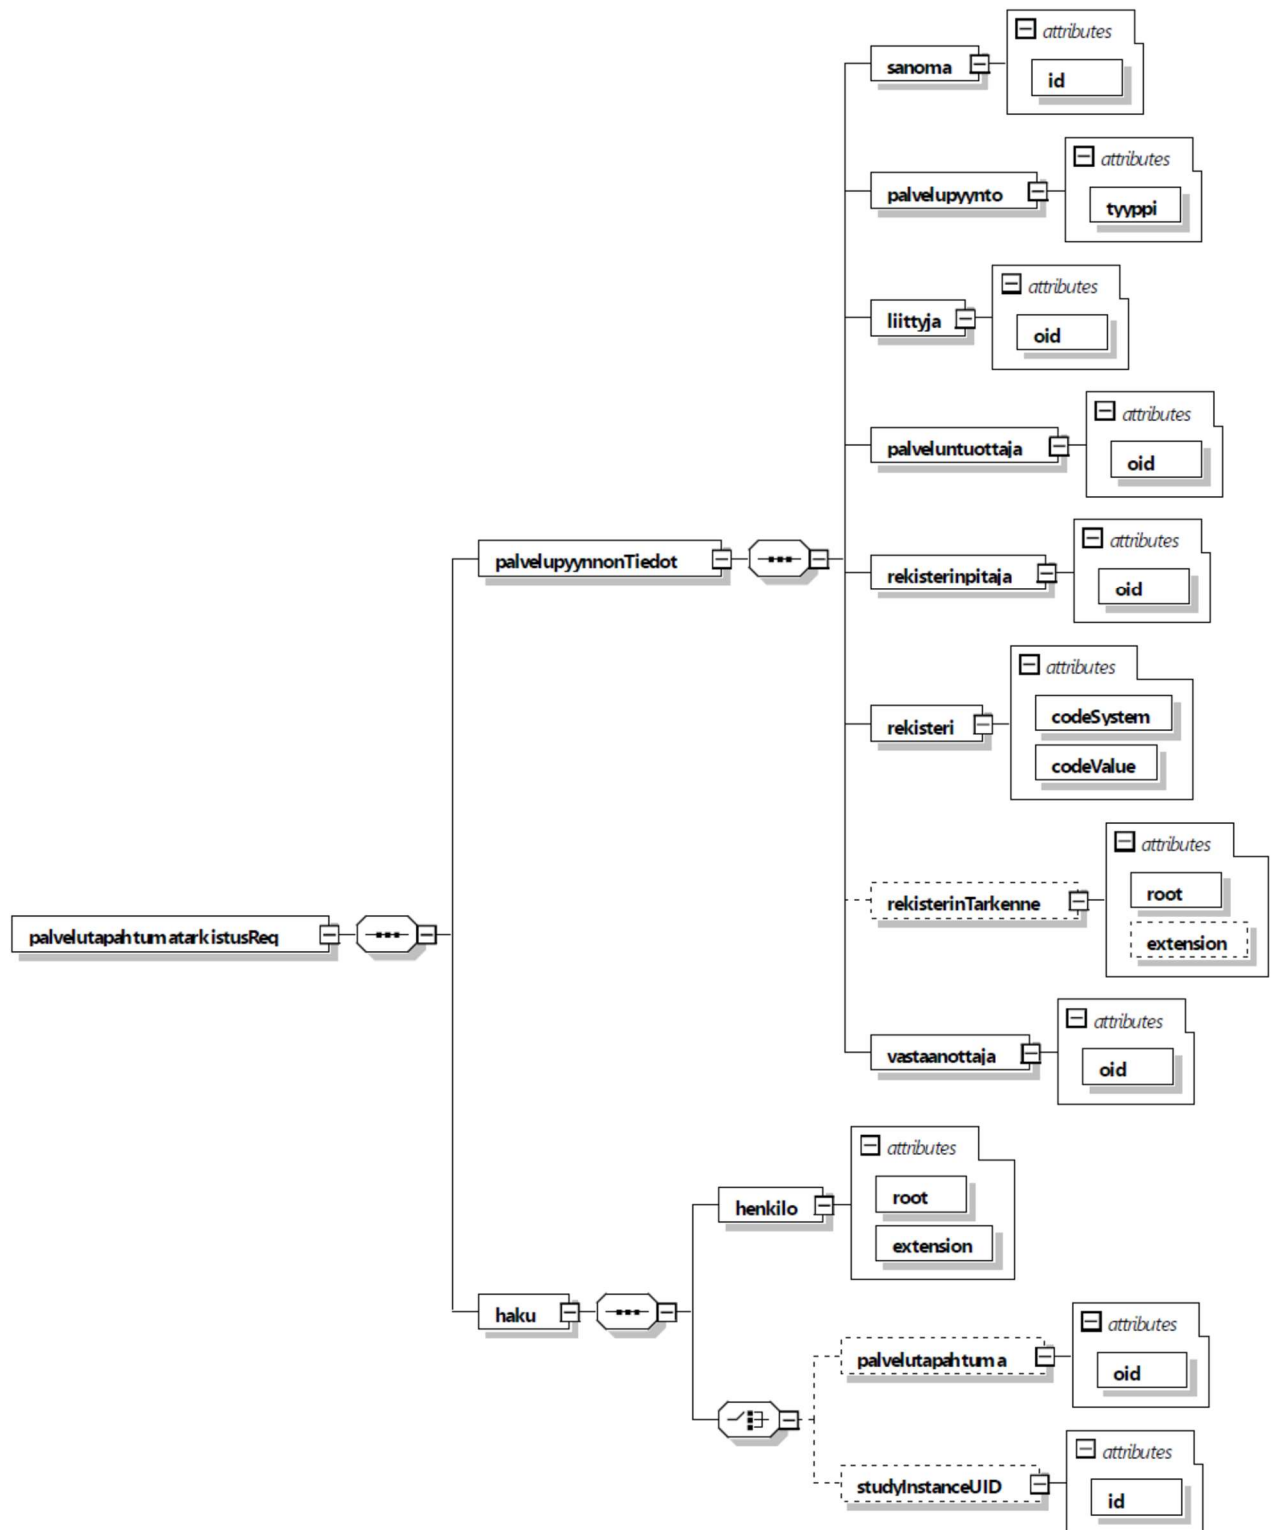 attributes
sanoma
id
attributes
palvelupyynto
tyyppi
attributes
liittyja
oid
attributes
palveluntuottaja
oid
attributes
palvelupyynnonTiedot
rekisterinpitaja
oid
attributes
rekisteri
codeSystem
codeValue
attributes
rekisterinTarkenne
root
extension
palvelutapahtumatarkistusReq
attributes
vastaanottaja
oid
attributes
henkilo
root
extension
haku
attributes
palvelutapahtuma
oid
attributes
studyInstanceUID
id